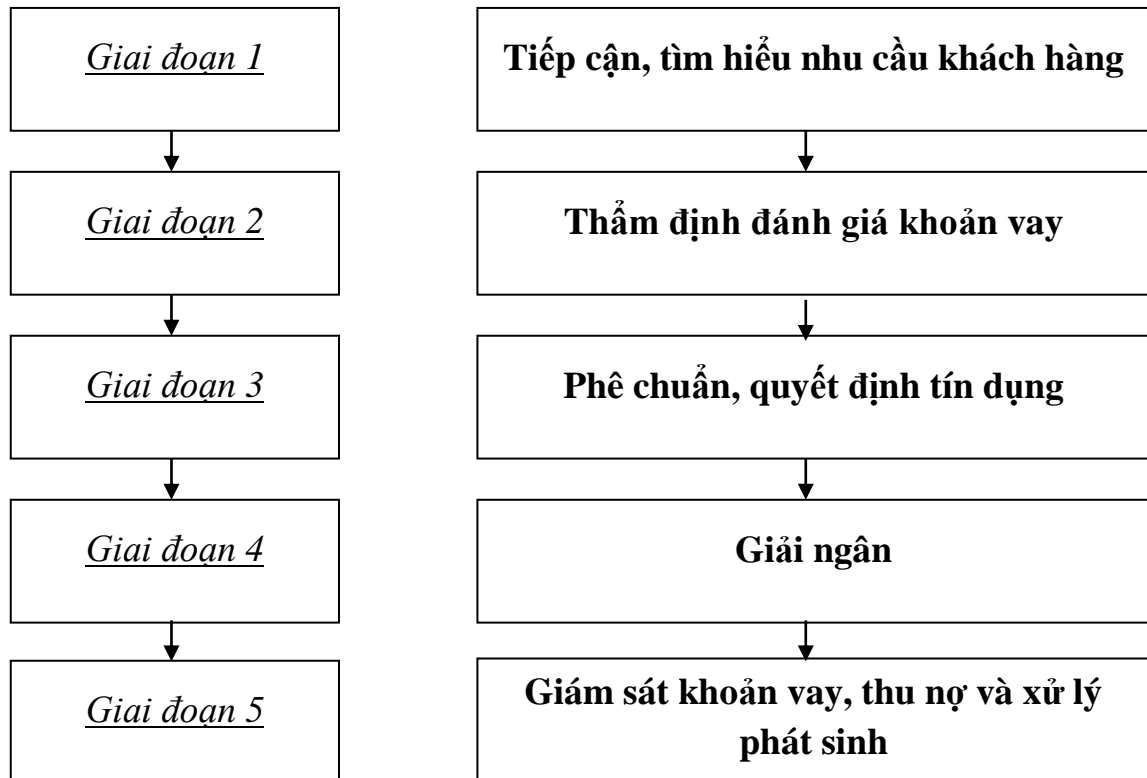 Giai đoạn 1
Tiếp cận, tìm hiểu nhu cầu khách hàng
Giai đoạn 2
Thẩm định đánh giá khoản vay
Giai đoạn 3
Phê chuẩn, quyết định tín dụng
Giai đoạn 4
Giải ngân
Giai đoạn 5
Giám sát khoản vay, thu nợ và xử lý
phát sinh